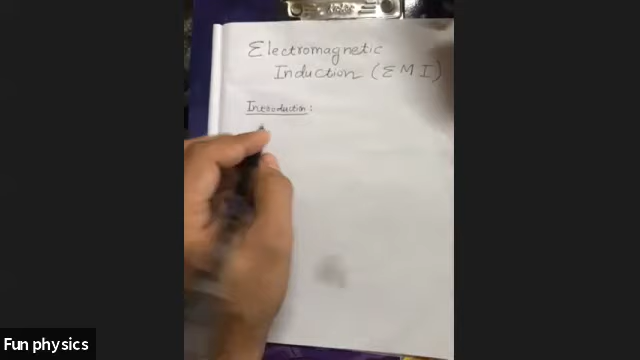 Electromagnetic
Induction (EMI)
Introduction:
Fun physics